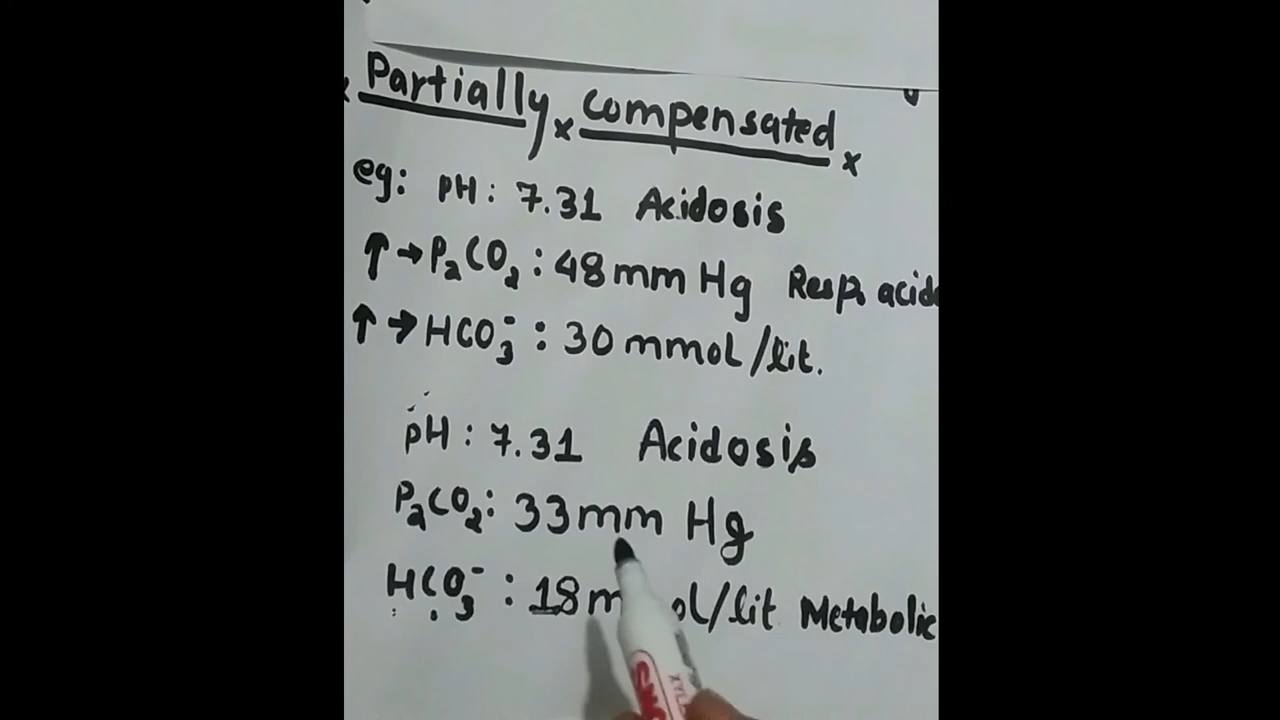 Partially compensated
eg: pH: 7.31 Acidosis
↑→PaCO₂: 48 mm Hg Resp. acid
↑→HCO₃⁻: 30 mmol/lit.
pH: 7.31 Acidosis
PaCO₂: 33 mm Hg
HCO₃⁻: 18 m ol/lit Metabolic